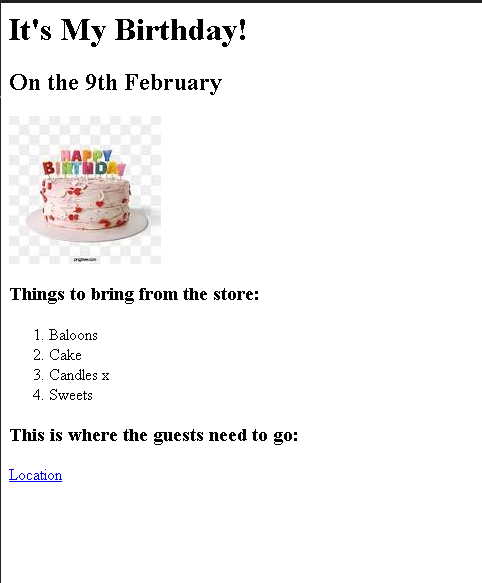 It's My Birthday!
On the 9th February
HAPPY
BIRTHDAY
pngtree.com
Things to bring from the store:
1. Baloons
2. Cake
3. Candles x
4. Sweets
This is where the guests need to go:
Location